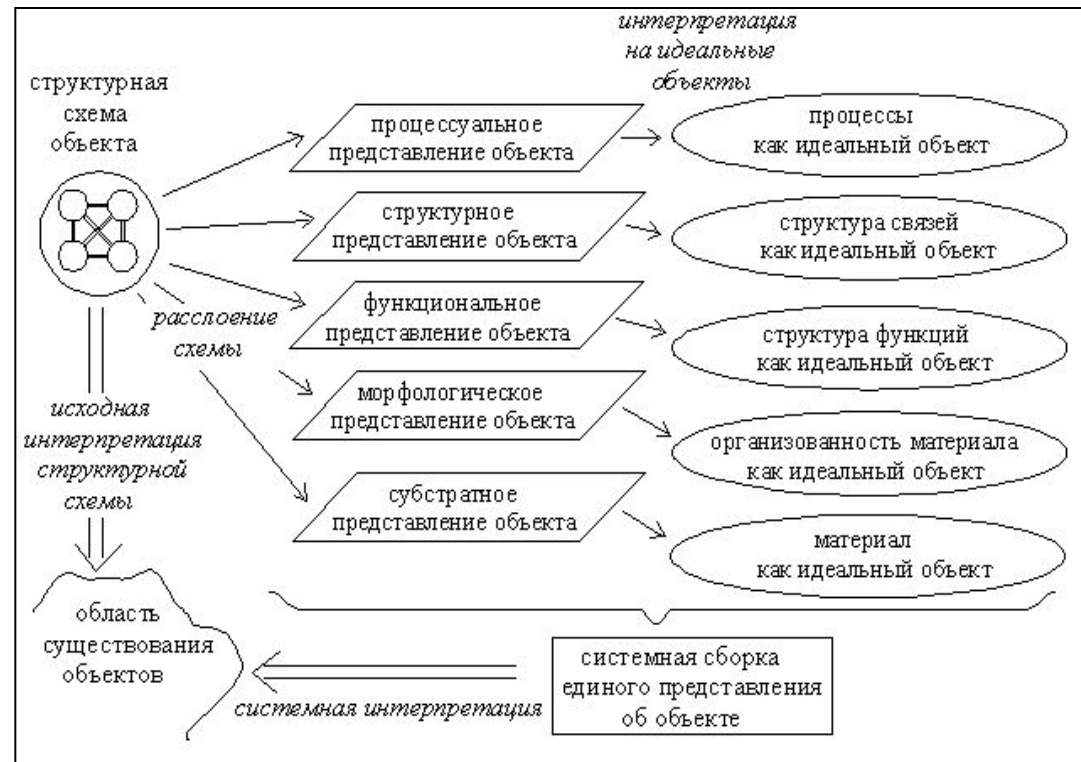 интерпретация
на идеальные
объекты
структурная
схема
объекта
процессуальное
представление объекта
процессы
как идеальный объект
структурное
представление объекта
структура связей
как идеальный объект
расслоение
схемы
функциональное
представление объекта
структура функций
как идеальный объект
морфологическое
представление объекта
организованность материала
как идеальный объект
исходная
интерпретация
структурной
схемы
субстратное
представление объекта
материал
как идеальный объект
область
существования
объектов
системная сборка
единого представления
об объекте
системная интерпретация